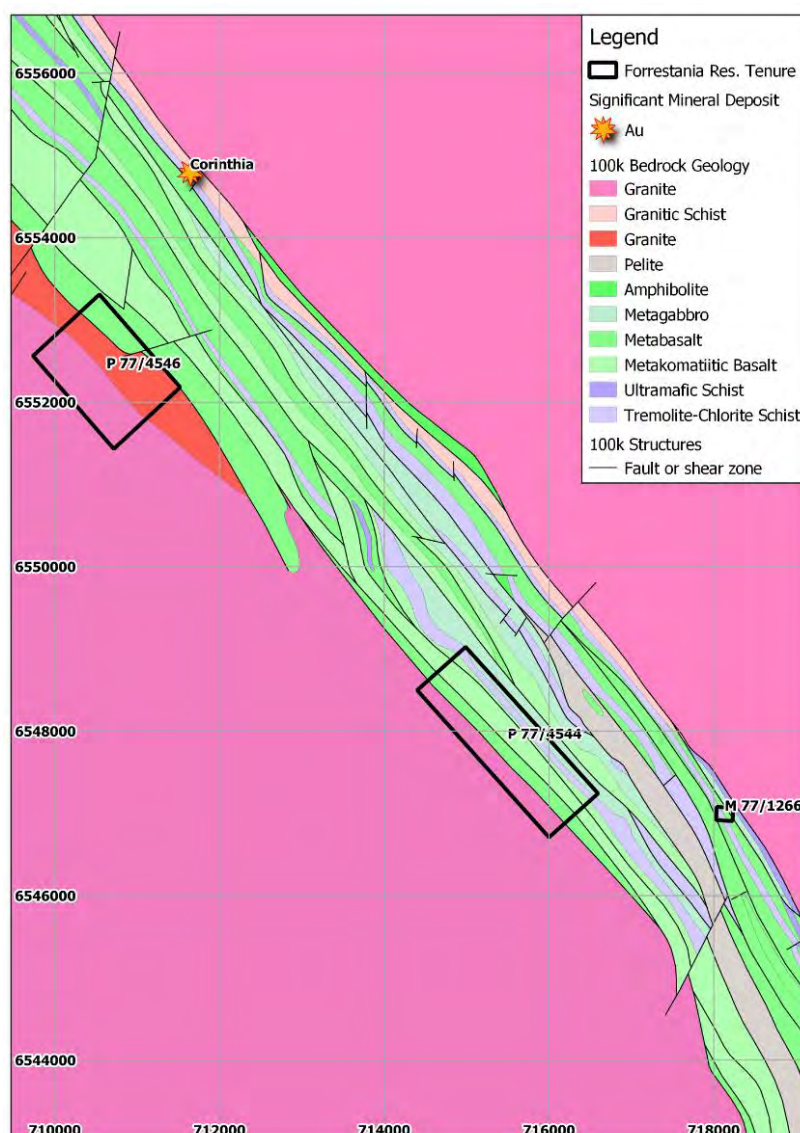 Legend
Forrestania Res. Tenure
Significant Mineral Deposit
Au
100k Bedrock Geology
Granite
Granitic Schist
Granite
Pelite
Amphibolite
Metagabbro
Metabasalt
Metakomatiitic Basalt
Ultramafic Schist
Tremolite-Chlorite Schist
100k Structures
Fault or shear zone
6556000
Corinthia
6554000
P 77/4546
6552000
6550000
6548000
P 77/4544
M 77/1266
6546000
6544000
710000
712000
714000
716000
718000